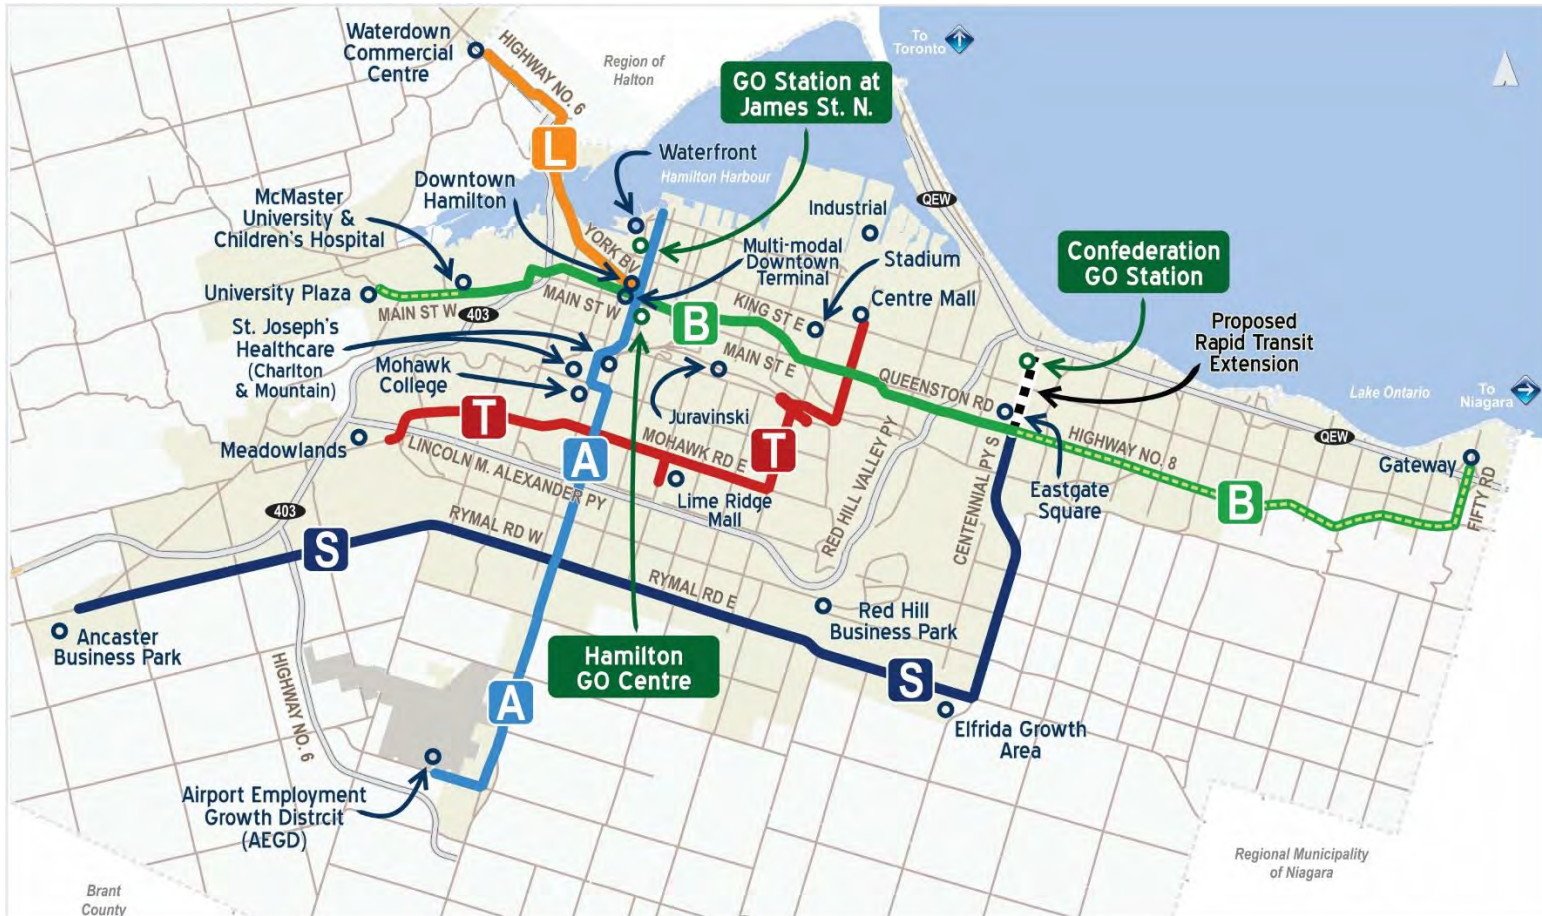 Waterdown
Commercial
Centre
HIGHWAY NO. 6
Region of
Halton
GO Station at
James St. N.
To
Toronto
L
Waterfront
Hamilton Harbour
Downtown
Hamilton
McMaster
University &
Children's Hospital
YORK BV
Industrial
QEW
Multi-modal
Downtown
Terminal
Stadium
Confederation
GO Station
University Plaza
MAIN ST W
403
MAIN ST W
B
KING ST E
Centre Mall
St. Joseph's
Healthcare
(Charlton
& Mountain)
Mohawk
College
MAIN ST E
Proposed
Rapid Transit
Extension
QUEENSTON RD
Lake Ontario
To
Niagara
Juravinski
T
Meadowlands
A
MOHAWK RD E
T
LINCOLN M. ALEXANDER PY
Lime Ridge
Mall
RED HILL VALLEY PY
CENTENNIAL PY S
HIGHWAY NO. 8
QEW
Gateway
Eastgate
Square
B
FIFTY RD
403
RYMAL RD W
S
RYMAL RD E
Ancaster
Business Park
Red Hill
Business Park
Hamilton
GO Centre
S
HIGHWAY NO. 6
A
Elfrida Growth
Area
Airport Employment
Growth Distrcit
(AEGD)
Regional Municipality
of Niagara
Brant
County